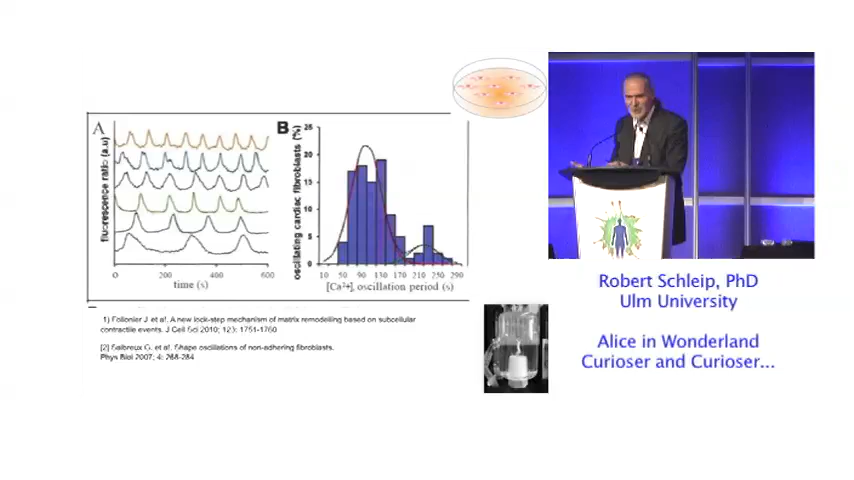 A
fluorescence ratio (a.u)
0
200
400
600
time (s)
B
oscillating cardiac fibroblasts (%)
25
20
15
10
5
0
10 50 90 130 170 210 250 290
[Ca²⁺]ᵢ oscillation period (s)
1) Follonier J. et al. A new lock-step mechanism of matrix remodelling based on subcellular
contractile events. J Cell Sci 2010; 123: 1751-1760
[2] Salbreux G. et al. Shape oscillations of non-adhering fibroblasts.
Phys Biol 2007; 4: 268-284
Robert Schleip, PhD
Ulm University
Alice in Wonderland
Curioser and Curioser...